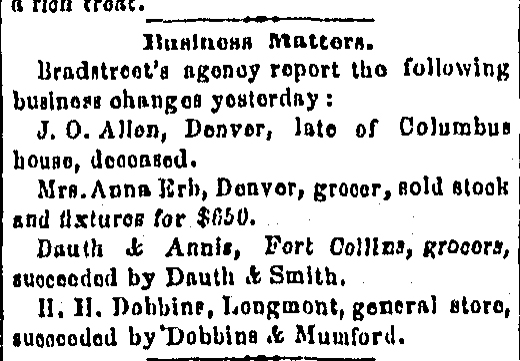 a rich treat.
Business Matters.
Bradstreet's agency report the following
business changes yesterday:
J. O. Allen, Denver, late of Columbus
house, deceased.
Mrs. Anna Erb, Denver, grocer, sold stock
and fixtures for $650.
Dauth & Annis, Fort Collins, grocers,
succeeded by Dauth & Smith.
H. H. Dobbins, Longmont, general store,
succeeded by Dobbins & Mumford.